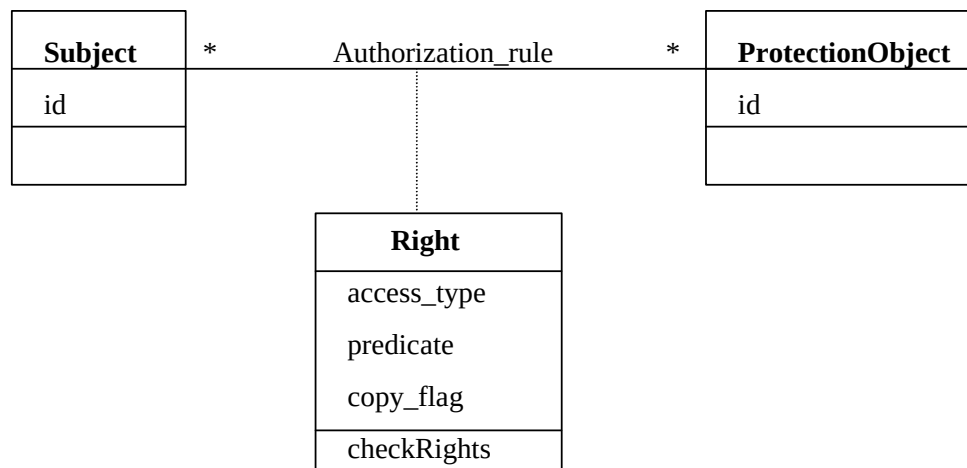 Subject * Authorization_rule * ProtectionObject
id id
Right
access_type
predicate
copy_flag
checkRights